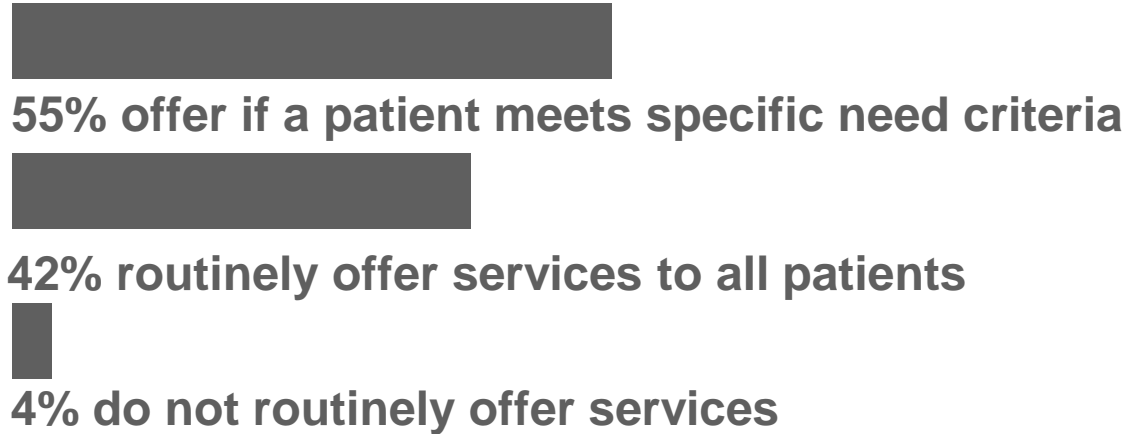 55% offer if a patient meets specific need criteria
42% routinely offer services to all patients
4% do not routinely offer services